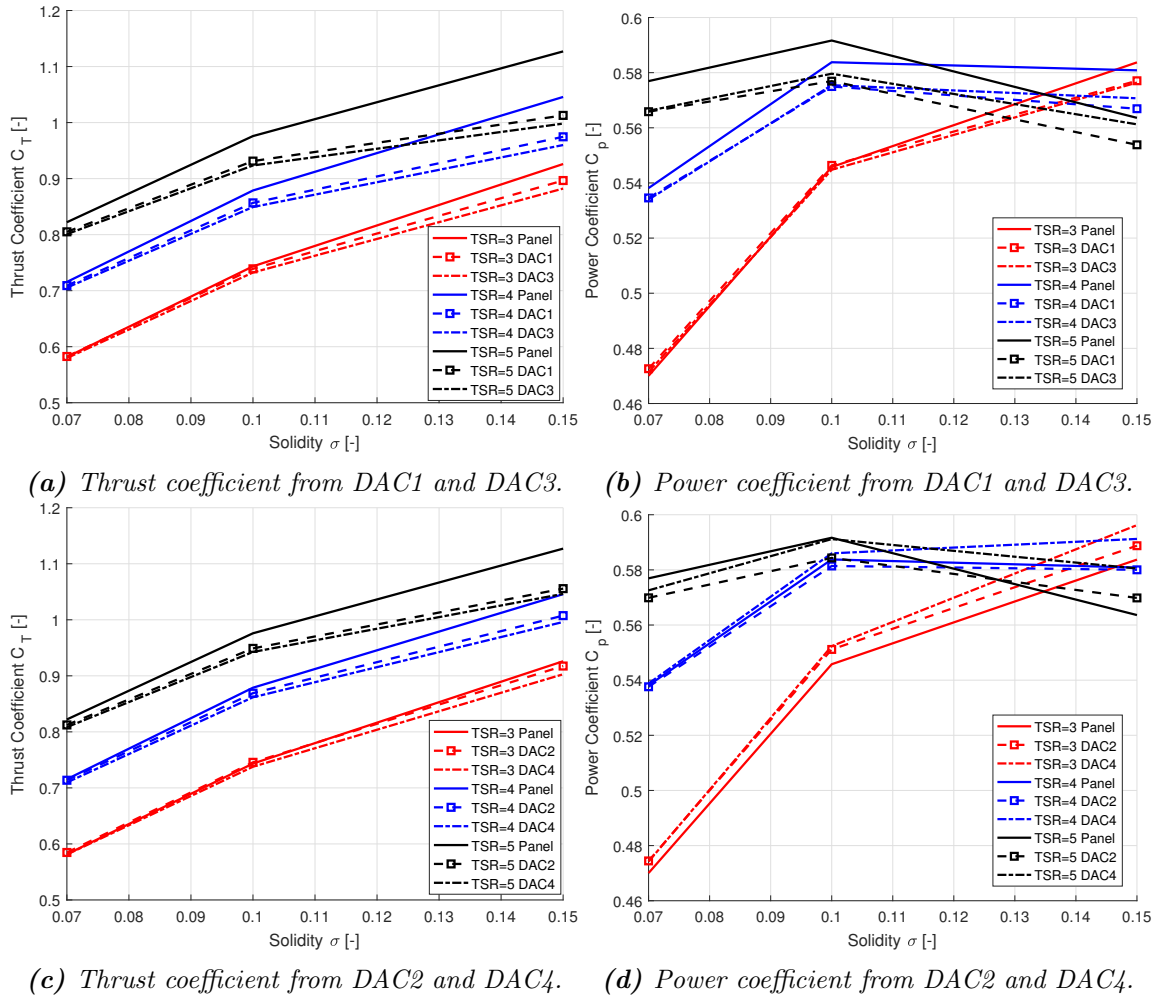 1.2
1.1
1
0.9
0.8
0.7
0.6
0.5
Thrust Coefficient C_T [-]
0.07 0.08 0.09 0.1 0.11 0.12 0.13 0.14 0.15
Solidity σ [-]
TSR=3 Panel
TSR=3 DAC1
TSR=3 DAC3
TSR=4 Panel
TSR=4 DAC1
TSR=4 DAC3
TSR=5 Panel
TSR=5 DAC1
TSR=5 DAC3
(a) Thrust coefficient from DAC1 and DAC3.
0.6
0.58
0.56
0.54
0.52
0.5
0.48
0.46
Power Coefficient C_p [-]
0.07 0.08 0.09 0.1 0.11 0.12 0.13 0.14 0.15
Solidity σ [-]
TSR=3 Panel
TSR=3 DAC1
TSR=3 DAC3
TSR=4 Panel
TSR=4 DAC1
TSR=4 DAC3
TSR=5 Panel
TSR=5 DAC1
TSR=5 DAC3
(b) Power coefficient from DAC1 and DAC3.
1.2
1.1
1
0.9
0.8
0.7
0.6
0.5
Thrust Coefficient C_T [-]
0.07 0.08 0.09 0.1 0.11 0.12 0.13 0.14 0.15
Solidity σ [-]
TSR=3 Panel
TSR=3 DAC2
TSR=3 DAC4
TSR=4 Panel
TSR=4 DAC2
TSR=4 DAC4
TSR=5 Panel
TSR=5 DAC2
TSR=5 DAC4
(c) Thrust coefficient from DAC2 and DAC4.
0.6
0.58
0.56
0.54
0.52
0.5
0.48
0.46
Power Coefficient C_p [-]
0.07 0.08 0.09 0.1 0.11 0.12 0.13 0.14 0.15
Solidity σ [-]
TSR=3 Panel
TSR=3 DAC2
TSR=3 DAC4
TSR=4 Panel
TSR=4 DAC2
TSR=4 DAC4
TSR=5 Panel
TSR=5 DAC2
TSR=5 DAC4
(d) Power coefficient from DAC2 and DAC4.